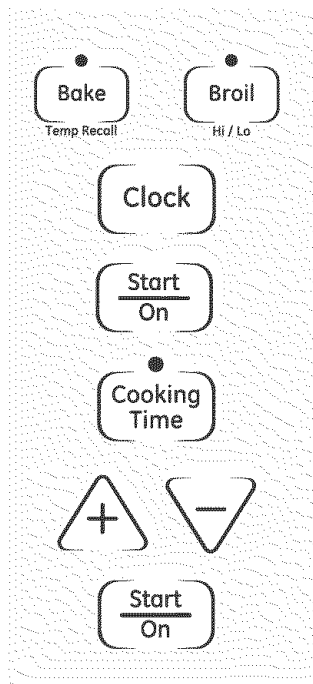 Bake
Broil
Temp Recall
Hi / Lo
Clock
Start
On
Cooking
Time
+
−
Start
On